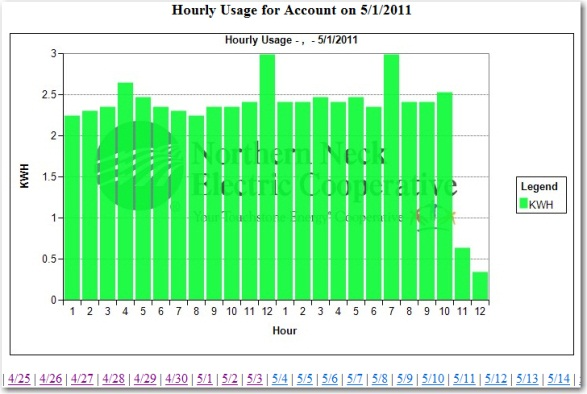 Hourly Usage for Account on 5/1/2011
Hourly Usage - , - 5/1/2011
3
2.5
2
1.5
1
0.5
0
KWH
Northern Neck
Electric Cooperative
Your Touchstone Energy Cooperative
1 2 3 4 5 6 7 8 9 10 11 12 1 2 3 4 5 6 7 8 9 10 11 12
Hour
Legend
KWH
| 4/25 | 4/26 | 4/27 | 4/28 | 4/29 | 4/30 | 5/1 | 5/2 | 5/3 | 5/4 | 5/5 | 5/6 | 5/7 | 5/8 | 5/9 | 5/10 | 5/11 | 5/12 | 5/13 | 5/14 |